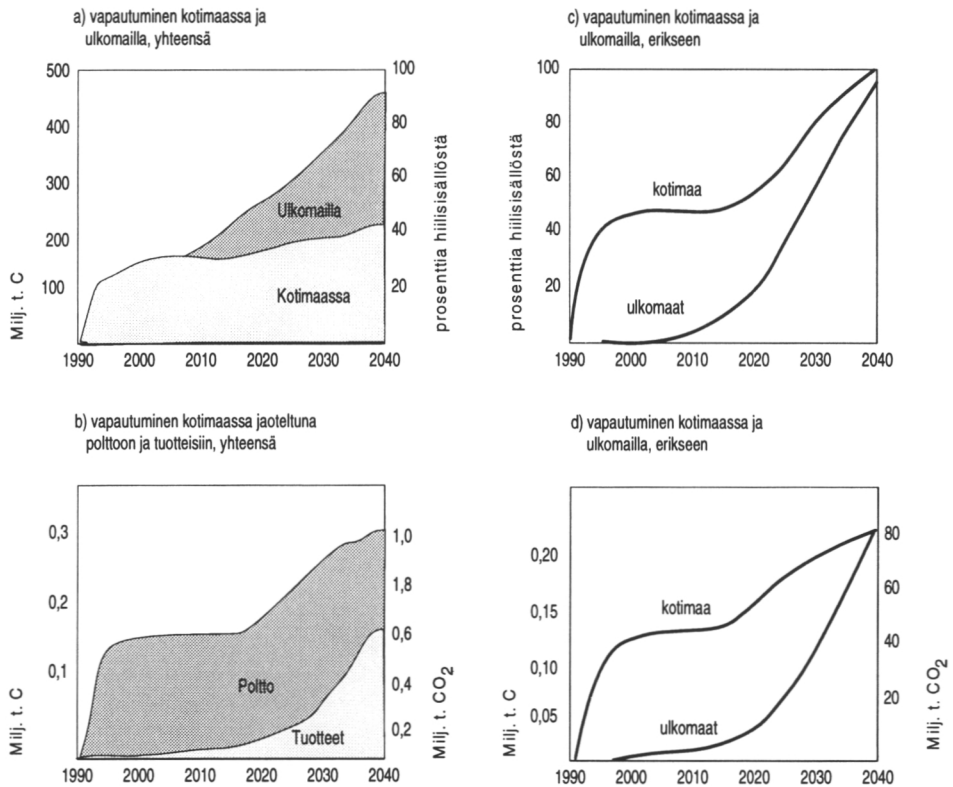 a) vapautuminen kotimaassa ja
ulkomailla, yhteensä
500
400
300
200
100
Milj. t. C
100
80
60
40
20
prosenttia hiilisisällöstä
Ulkomailla
Kotimaassa
1990 2000 2010 2020 2030 2040
c) vapautuminen kotimaassa ja
ulkomailla, erikseen
100
80
60
40
20
prosenttia hiilisisällöstä
kotimaa
ulkomaat
1990 2000 2010 2020 2030 2040
b) vapautuminen kotimaassa jaoteltuna
polttoon ja tuotteisiin, yhteensä
0,3
0,2
0,1
Milj. t. C
1,0
1,8
0,6
0,4
0,2
Milj. t. CO2
Poltto
Tuotteet
1990 2000 2010 2020 2030 2040
d) vapautuminen kotimaassa ja
ulkomailla, erikseen
0,20
0,15
0,10
0,05
Milj. t. C
80
60
40
20
Milj. t. CO2
kotimaa
ulkomaat
1990 2000 2010 2020 2030 2040